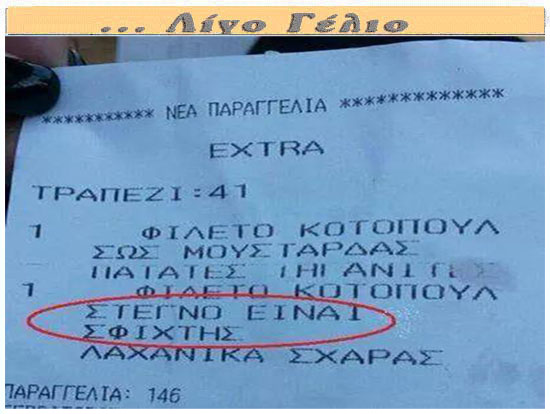 ... Λίγο Γέλιο
*********** ΝΕΑ ΠΑΡΑΓΓΕΛΙΑ *************
EXTRA
ΤΡΑΠΕΖΙ:41
1 ΦΙΛΕΤΟ ΚΟΤΟΠΟΥΛ
ΣΩΣ ΜΟΥΣΤΑΡΔΑΣ
ΠΑΤΑΤΕΣ ΤΗΓΑΝΙΤΕΣ
1 ΦΙΛΕΤΟ ΚΟΤΟΠΟΥΛ
ΣΤΕΓΝΟ ΕΙΝΑΙ
ΣΦΙΧΤΗΣ
ΛΑΧΑΝΙΚΑ ΣΧΑΡΑΣ
ΠΑΡΑΓΓΕΛΙΑ: 146